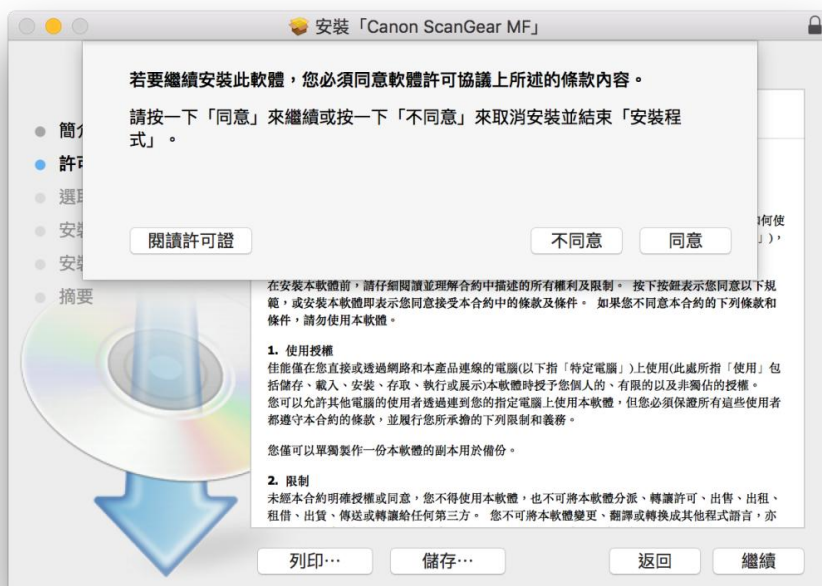 安裝「Canon ScanGear MF」
若要繼續安裝此軟體，您必須同意軟體許可協議上所述的條款內容。
請按一下「同意」來繼續或按一下「不同意」來取消安裝並結束「安裝程
式」。
閱讀許可證
不同意
同意
簡
許
選
安
安
摘要
何使
」)，
在安裝本軟體前，請仔細閱讀並理解合約中描述的所有權利及限制。 按下按鈕表示您同意以下規
範，或安裝本軟體即表示您同意接受本合約中的條款及條件。 如果您不同意本合約的下列條款和
條件，請勿使用本軟體。
1. 使用授權
佳能僅在您直接或透過網路和本產品連線的電腦(以下指「特定電腦」)上使用(此處所指「使用」包
括儲存、載入、安裝、存取、執行或展示)本軟體時授予您個人的、有限的以及非獨佔的授權。
您可以允許其他電腦的使用者透過連到您的指定電腦上使用本軟體，但您必須保證所有這些使用者
都遵守本合約的條款，並履行您所承擔的下列限制和義務。
您僅可以單獨製作一份本軟體的副本用於備份。
2. 限制
未經本合約明確授權或同意，您不得使用本軟體，也不可將本軟體分派、轉讓許可、出售、出租、
租借、出賃、傳送或轉讓給任何第三方。 您不可將本軟體變更、翻譯或轉換成其他程式語言，亦
列印…
儲存…
返回
繼續